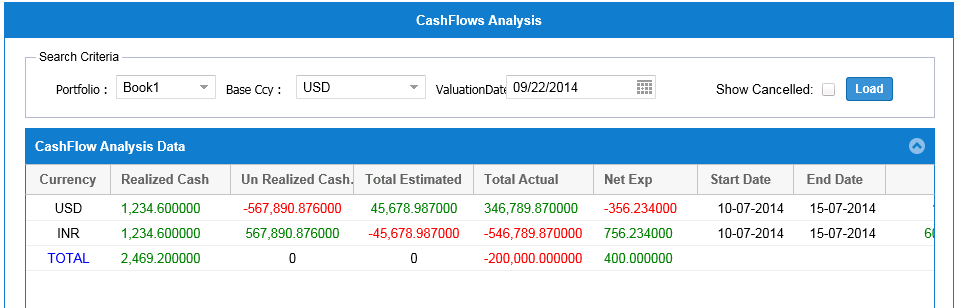 CashFlows Analysis
Search Criteria
Portfolio : Book1 Base Ccy : USD ValuationDate 09/22/2014 Show Cancelled: Load
CashFlow Analysis Data
Currency Realized Cash Un Realized Cash. Total Estimated Total Actual Net Exp Start Date End Date
USD 1,234.600000 -567,890.876000 45,678.987000 346,789.870000 -356.234000 10-07-2014 15-07-2014
INR 1,234.600000 567,890.876000 -45,678.987000 -546,789.870000 756.234000 10-07-2014 15-07-2014 60
TOTAL 2,469.200000 0 0 -200,000.000000 400.000000